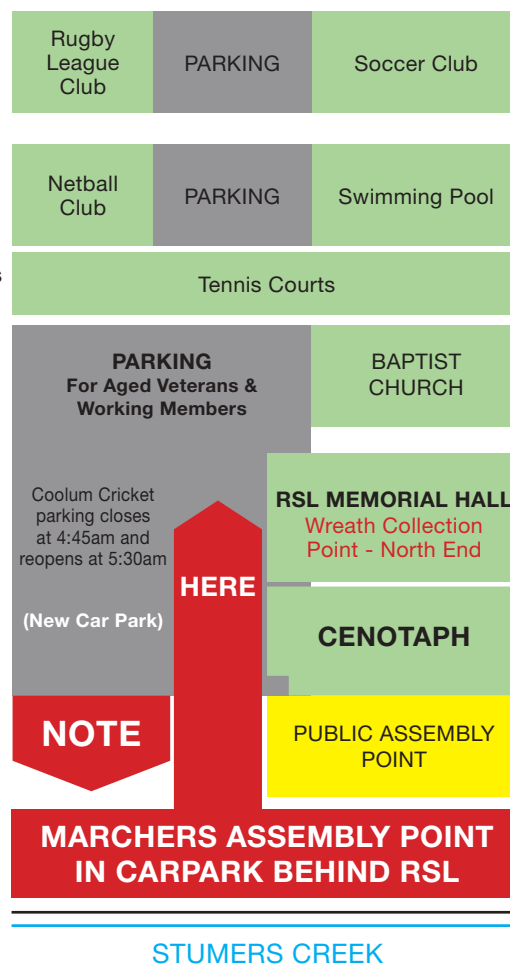 Rugby
League
Club
PARKING
Soccer Club
Netball
Club
PARKING
Swimming Pool
s
Tennis Courts
PARKING
For Aged Veterans &
Working Members
BAPTIST
CHURCH
Coolum Cricket
parking closes
at 4:45am and
reopens at 5:30am
(New Car Park)
HERE
RSL MEMORIAL HALL
Wreath Collection
Point - North End
CENOTAPH
NOTE
PUBLIC ASSEMBLY
POINT
MARCHERS ASSEMBLY POINT
IN CARPARK BEHIND RSL
STUMERS CREEK